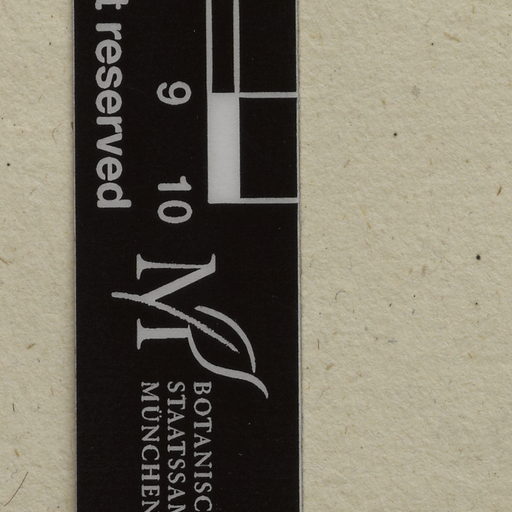 t reserved
9 10
M
BOTANISC
STAATSSAM
MÜNCHEN